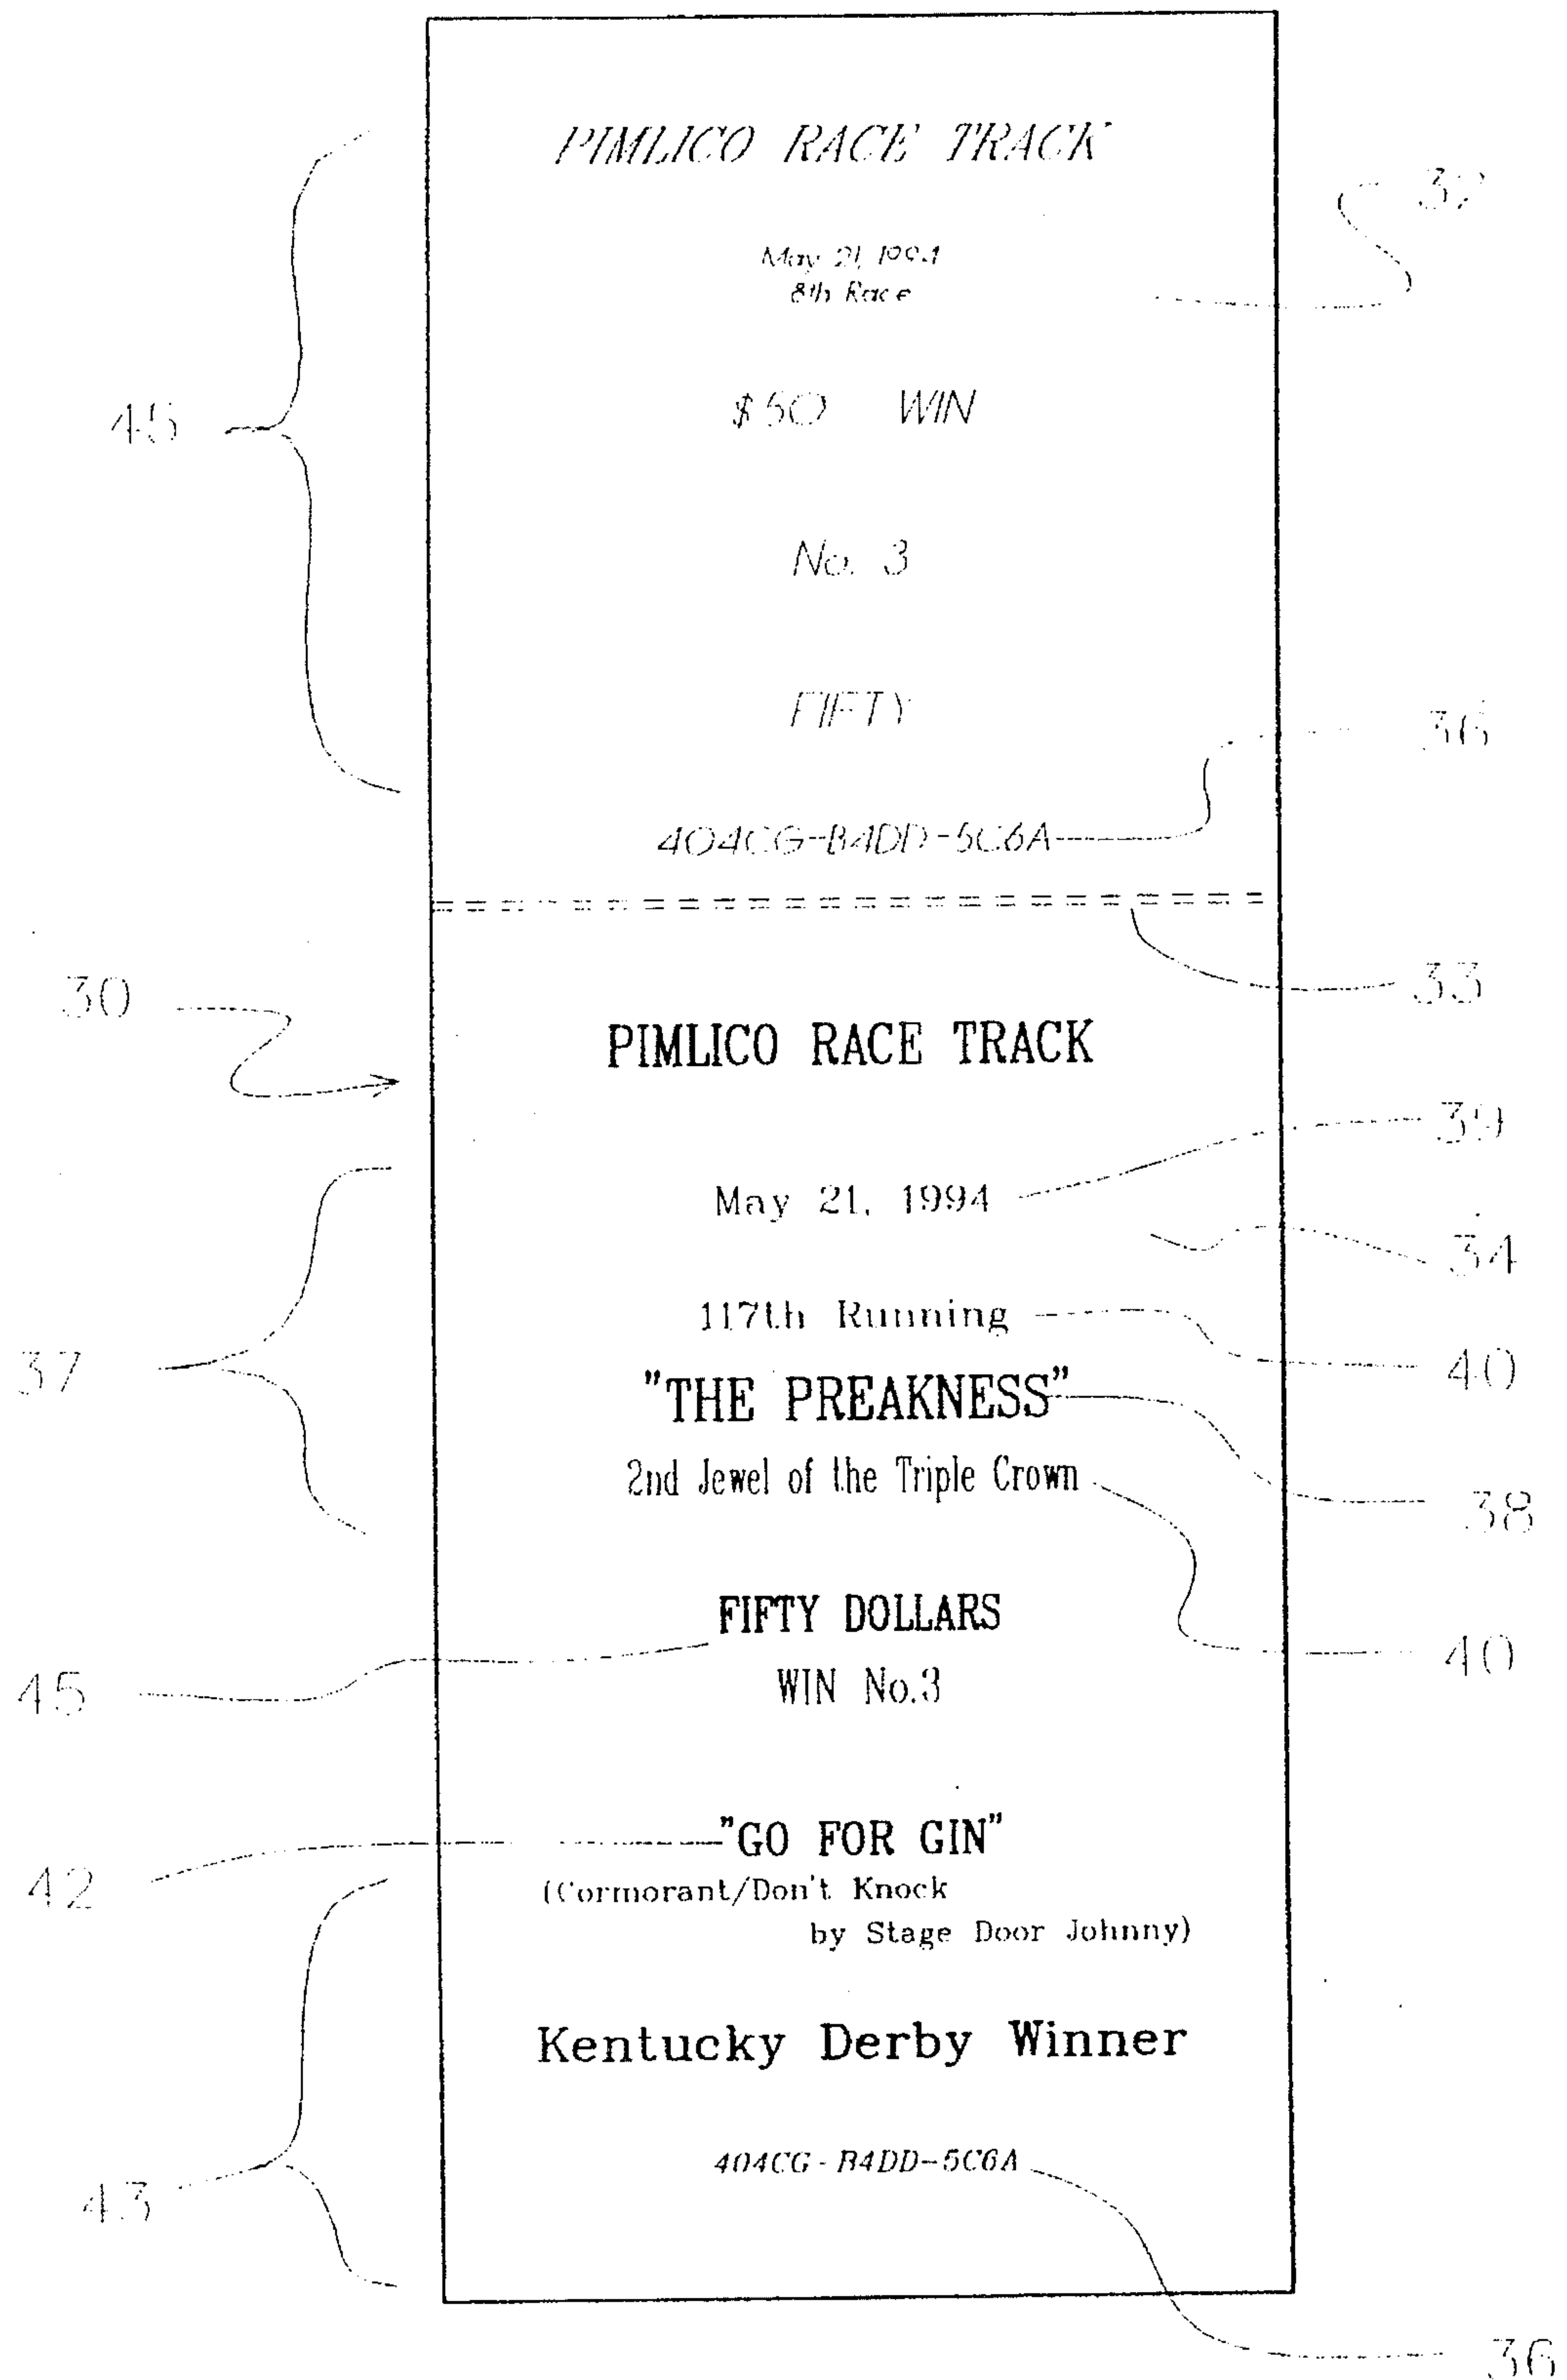 PIMLICO RACE TRACK
32
May 21, 1994
8th Race
$50 WIN
45
No. 3
FIFTY
36
404CG-B4DD-5C6A
33
30
PIMLICO RACE TRACK
39
May 21, 1994
34
117th Running
40
37
"THE PREAKNESS"
2nd Jewel of the Triple Crown
38
FIFTY DOLLARS
40
45
WIN No.3
"GO FOR GIN"
42
(Cormorant/Don't Knock
by Stage Door Johnny)
Kentucky Derby Winner
404CG-B4DD-5C6A
43
36